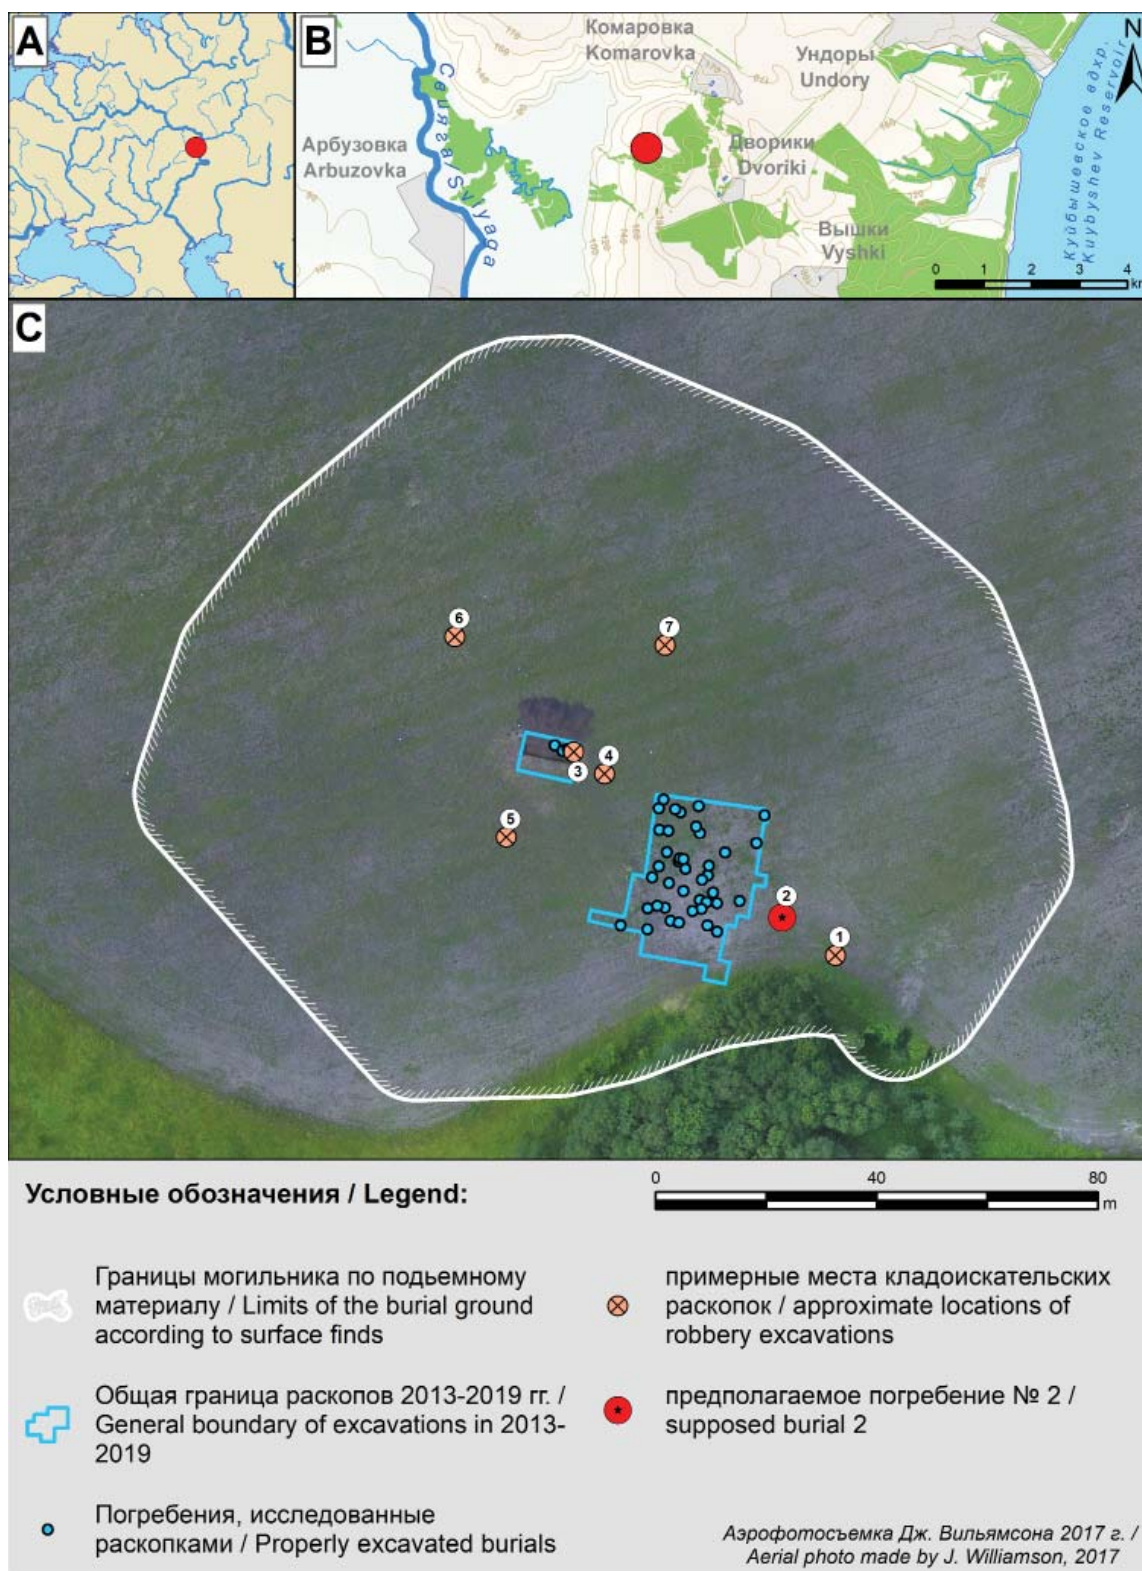 A
B
Комаровка
Komarovka
Ундоры
Undory
N
Арбузовка
Arbuzovka
Свияга/Sviyaga
Дворики
Dvoriki
Вышки
Vyshki
Куйбышевское вдхр.
Kuybyshev Reservoir
0 1 2 3 4
km
C
6
7
4
3
5
2
1
Условные обозначения / Legend:
0 40 80
m
Границы могильника по подьемному
материалу / Limits of the burial ground
according to surface finds
Общая граница раскопов 2013-2019 гг. /
General boundary of excavations in 2013-
2019
Погребения, исследованные
раскопками / Properly excavated burials
примерные места кладоискательских
раскопок / approximate locations of
robbery excavations
предполагаемое погребение № 2 /
supposed burial 2
Аэрофотосъемка Дж. Вильямсона 2017 г. /
Aerial photo made by J. Williamson, 2017